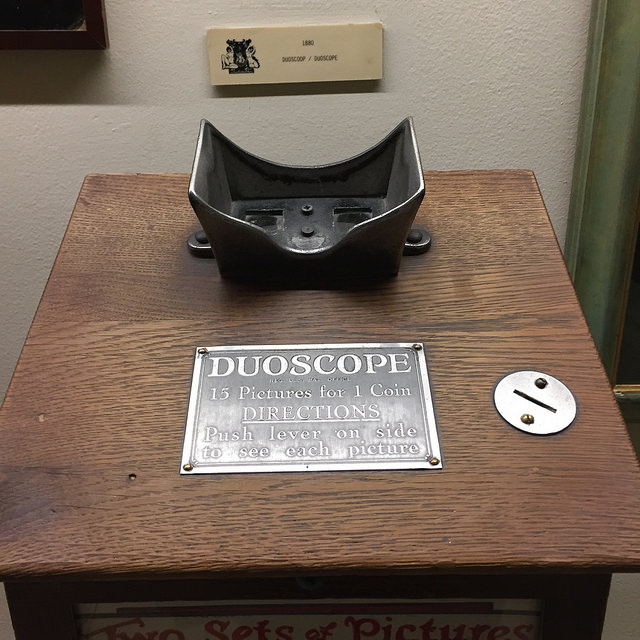 1880
DUOSCOOP / DUOSCOPE
DUOSCOPE
15 Pictures for 1 Coin
DIRECTIONS
Push lever on side
to see each picture
Two Sets of Pictures